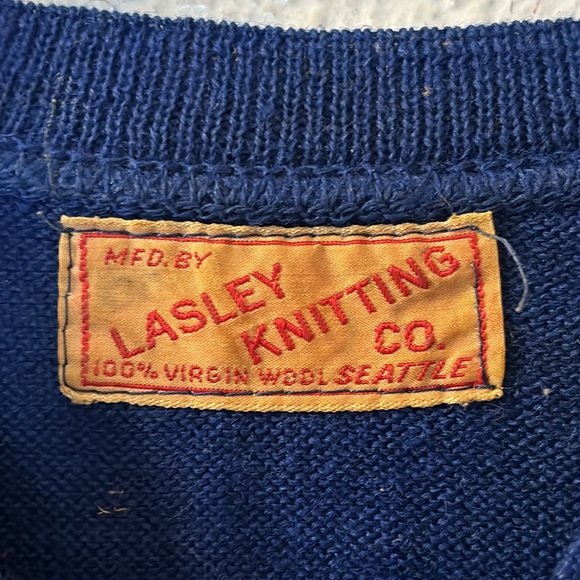 MFD. BY
LASLEY
KNITTING
CO.
100% VIRGIN WOOL SEATTLE